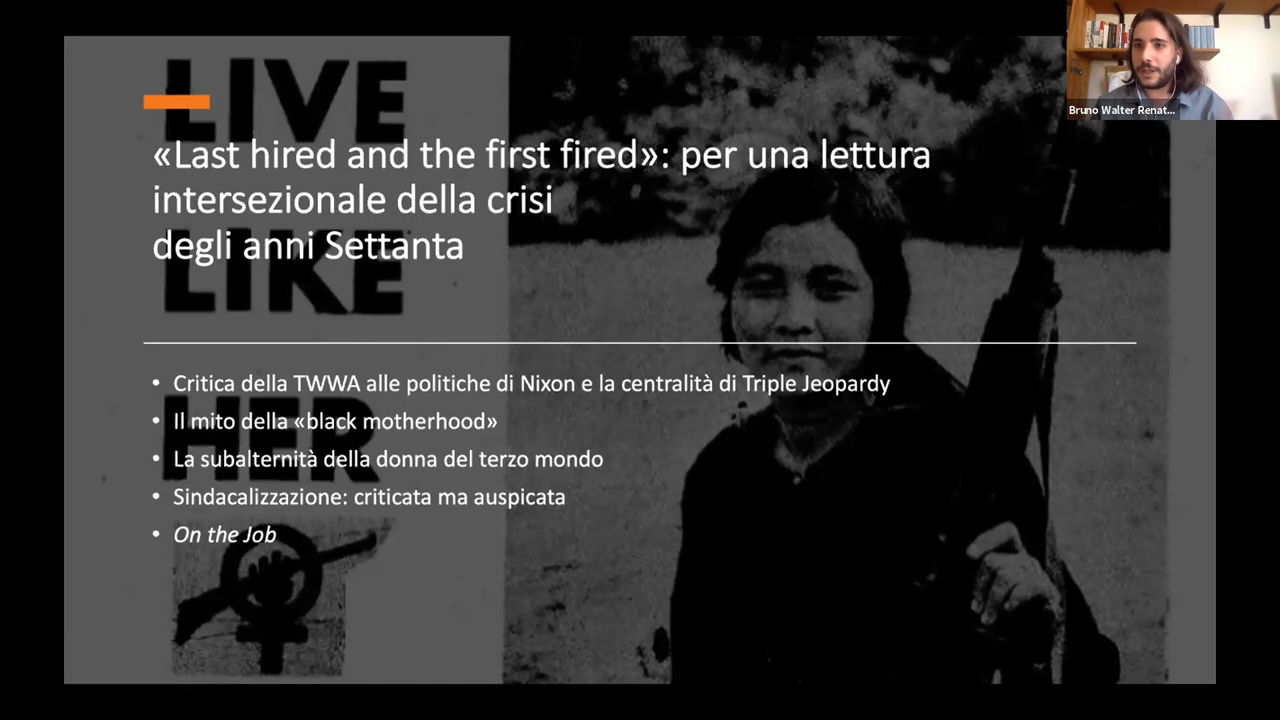 LIVE
«Last hired and the first fired»: per una lettura
intersezionale della crisi
degli anni Settanta
LIKE
• Critica della TWWA alle politiche di Nixon e la centralità di Triple Jeopardy
• Il mito della «black motherhood»
HER
• La subalternità della donna del terzo mondo
• Sindacalizzazione: criticata ma auspicata
• On the Job
Bruno Walter Renat...